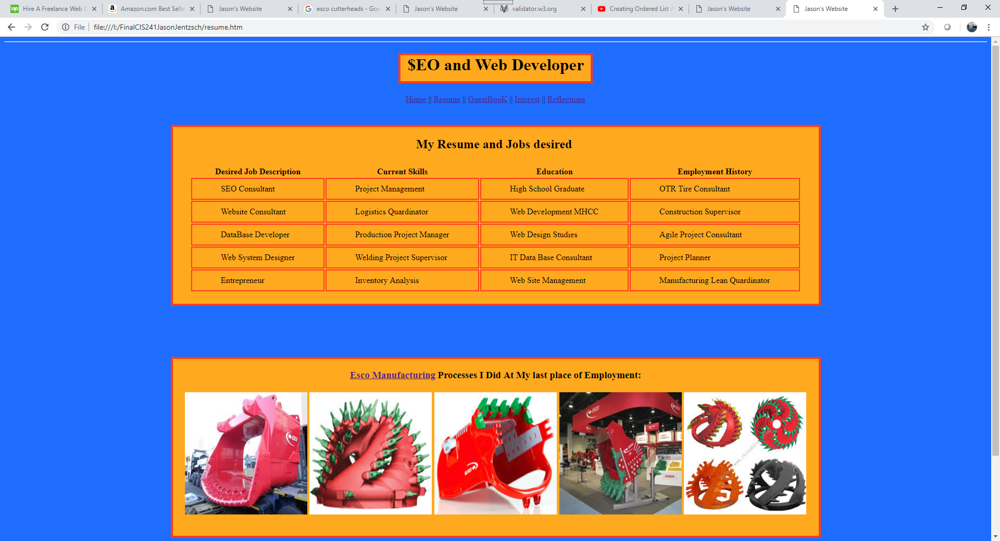 Hire A Freelance Web D
Amazon.com Best Selle
Jason's Website
esco cutterheads - Goo
Jason's Website
validator.w3.org
Creating Ordered List A
Jason's Website
Jason's Website
File
file:///I:/FinalCIS241JasonJentzsch/resume.htm
$EO and Web Developer
Home || Resume || GuestBooK || Interest || Reflections
My Resume and Jobs desired
Desired Job Description Current Skills Education Employment History
SEO Consultant Project Management High School Graduate OTR Tire Consultant
Website Consultant Logistics Quardinator Web Development MHCC Construction Supervisor
DataBase Developer Production Project Manager Web Design Studies Agile Project Consultant
Web System Designer Welding Project Supervisor IT Data Base Consultant Project Planner
Entrepreneur Inventory Analysis Web Site Management Manufacturing Lean Quardinator
Esco Manufacturing Processes I Did At My last place of Employment:
ESCO
ESCO
ESCO
ESCO